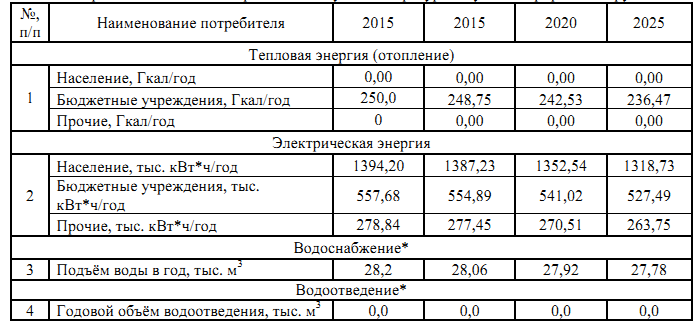 №, п/п Наименование потребителя 2015 2015 2020 2025
Тепловая энергия (отопление)
1
Население, Гкал/год 0,00 0,00 0,00 0,00
Бюджетные учреждения, Гкал/год 250,0 248,75 242,53 236,47
Прочие, Гкал/год 0 0,00 0,00 0,00
Электрическая энергия
2
Население, тыс. кВт*ч/год 1394,20 1387,23 1352,54 1318,73
Бюджетные учреждения, тыс.
кВт*ч/год 557,68 554,89 541,02 527,49
Прочие, тыс. кВт*ч/год 278,84 277,45 270,51 263,75
Водоснабжение*
3 Подъём воды в год, тыс. м³ 28,2 28,06 27,92 27,78
Водоотведение*
4 Годовой объём водоотведения, тыс. м³ 0,0 0,0 0,0 0,0